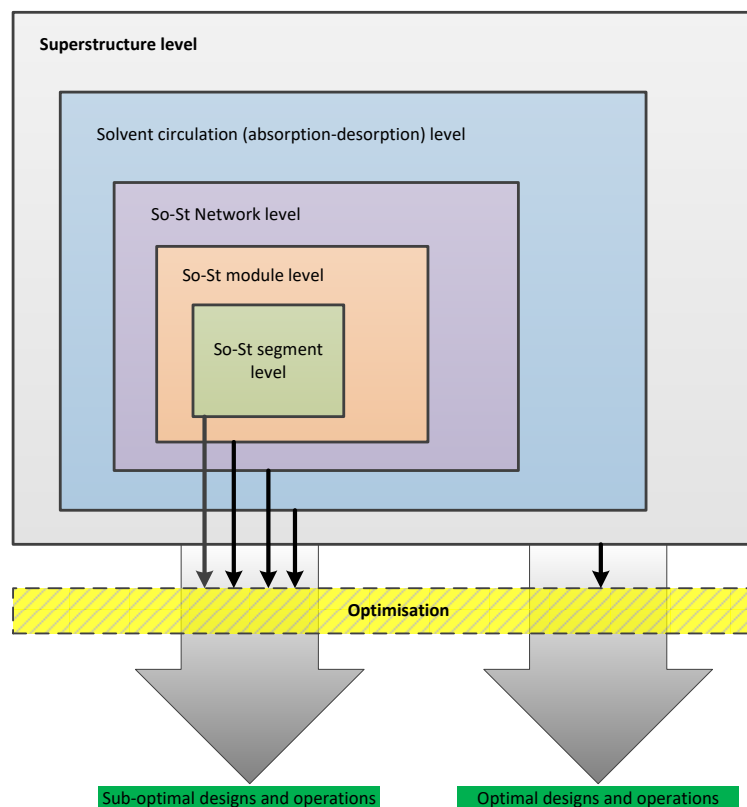 Superstructure level
Solvent circulation (absorption-desorption) level
So-St Network level
So-St module level
So-St segment
level
Optimisation
Sub-optimal designs and operations
Optimal designs and operations